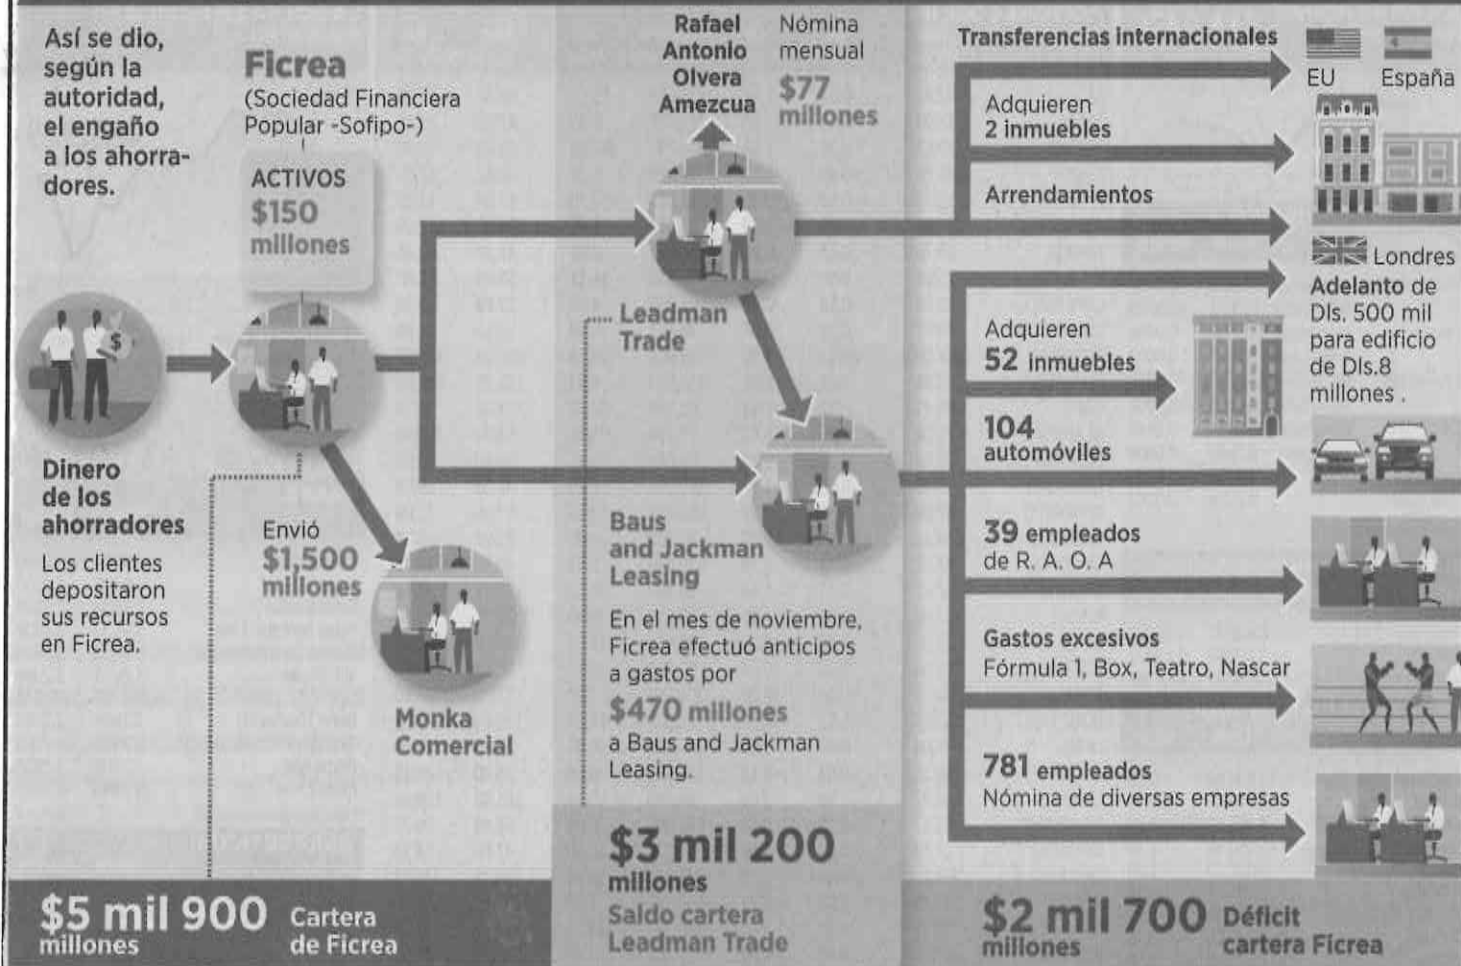 Así se dio,
según la
autoridad,
el engaño
a los ahorra-
dores.
Ficrea
(Sociedad Financiera
Popular -Sofipo-)
ACTIVOS
$150
millones
Dinero
de los
ahorradores
Los clientes
depositaron
sus recursos
en Ficrea.
Envió
$1,500
millones
Monka
Comercial
$5 mil 900
millones
Cartera
de Ficrea
Rafael
Antonio
Olvera
Amezcua
Nómina
mensual
$77
millones
Leadman
Trade
Baus
and Jackman
Leasing
En el mes de noviembre,
Ficrea efectuó anticipos
a gastos por
$470 millones
a Baus and Jackman
Leasing.
$3 mil 200
millones
Saldo cartera
Leadman Trade
Transferencias internacionales
EU
España
Adquieren
2 inmuebles
Arrendamientos
Londres
Adelanto de
Dls. 500 mil
para edificio
de Dls.8
millones .
Adquieren
52 inmuebles
104
automóviles
39 empleados
de R. A. O. A
Gastos excesivos
Fórmula 1, Box, Teatro, Nascar
781 empleados
Nómina de diversas empresas
$2 mil 700
millones
Déficit
cartera Ficrea